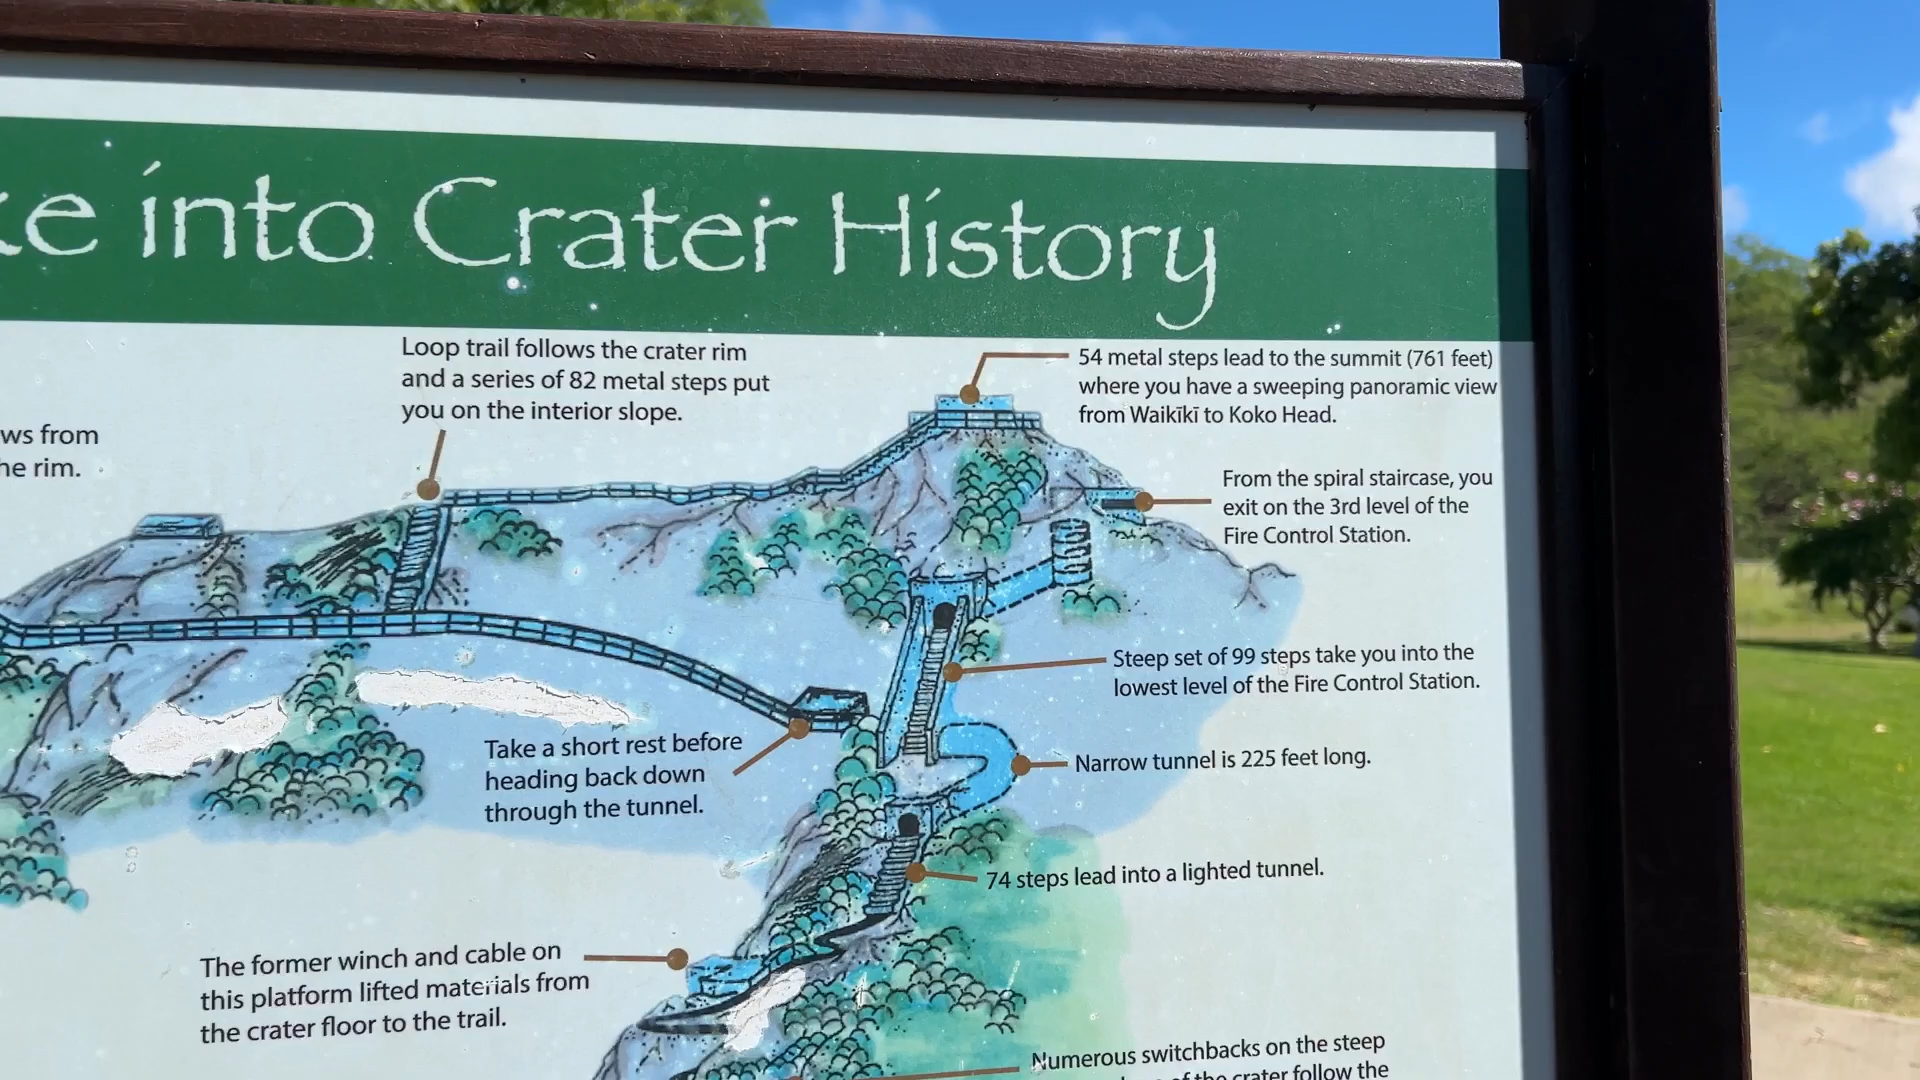 into Crater History
Loop trail follows the crater rim
and a series of 82 metal steps put
you on the interior slope.
54 metal steps lead to the summit (761 feet)
where you have a sweeping panoramic view
from Waikīkī to Koko Head.
ws from
he rim.
From the spiral staircase, you
exit on the 3rd level of the
Fire Control Station.
Steep set of 99 steps take you into the
lowest level of the Fire Control Station.
Take a short rest before
heading back down
through the tunnel.
Narrow tunnel is 225 feet long.
74 steps lead into a lighted tunnel.
The former winch and cable on
this platform lifted materials from
the crater floor to the trail.
Numerous switchbacks on the steep
of the crater follow the